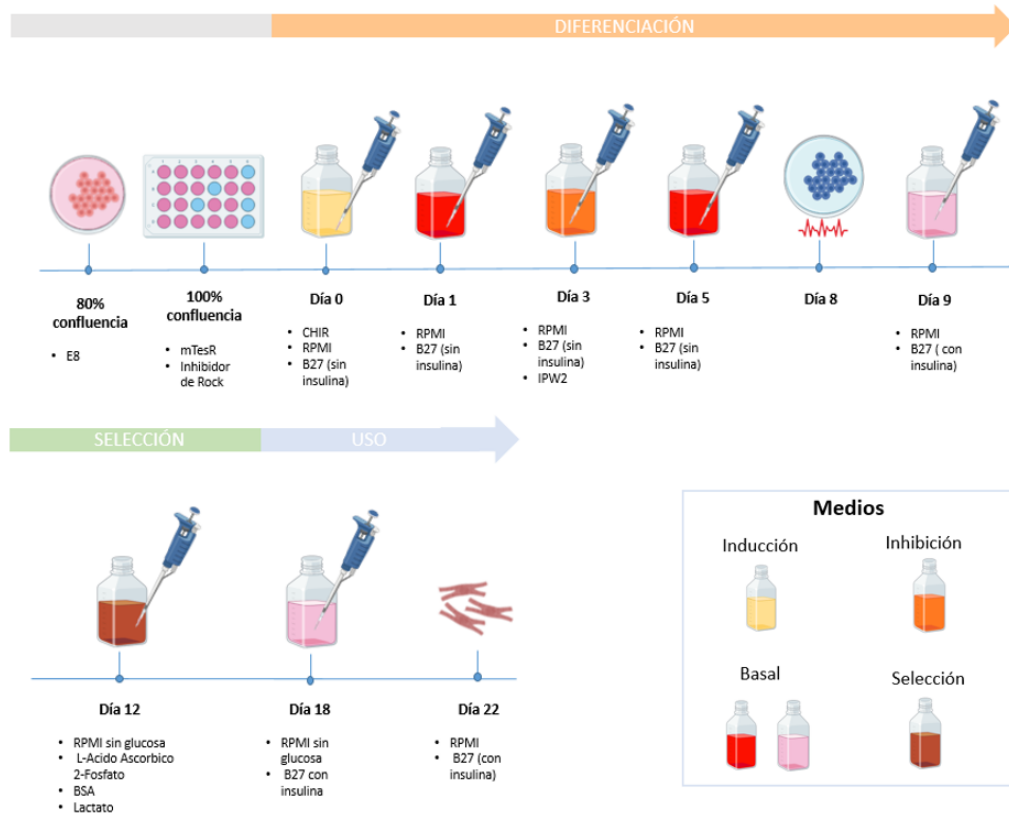 DIFERENCIACIÓN
80%
confluencia
• E8
100%
confluencia
• mTesR
• Inhibidor
de Rock
Día 0
• CHIR
• RPMI
• B27 (sin
insulina)
Día 1
• RPMI
• B27 (sin
insulina)
Día 3
• RPMI
• B27 (sin
insulina)
• IPW2
Día 5
• RPMI
• B27 (sin
insulina)
Día 8
Día 9
• RPMI
• B27 ( con
insulina)
SELECCIÓN
USO
Día 12
• RPMI sin glucosa
• L-Acido Ascorbico
2-Fosfato
• BSA
• Lactato
Día 18
• RPMI sin
glucosa
• B27 con
insulina
Día 22
• RPMI
• B27 (con
insulina)
Medios
Inducción
Inhibición
Basal
Selección